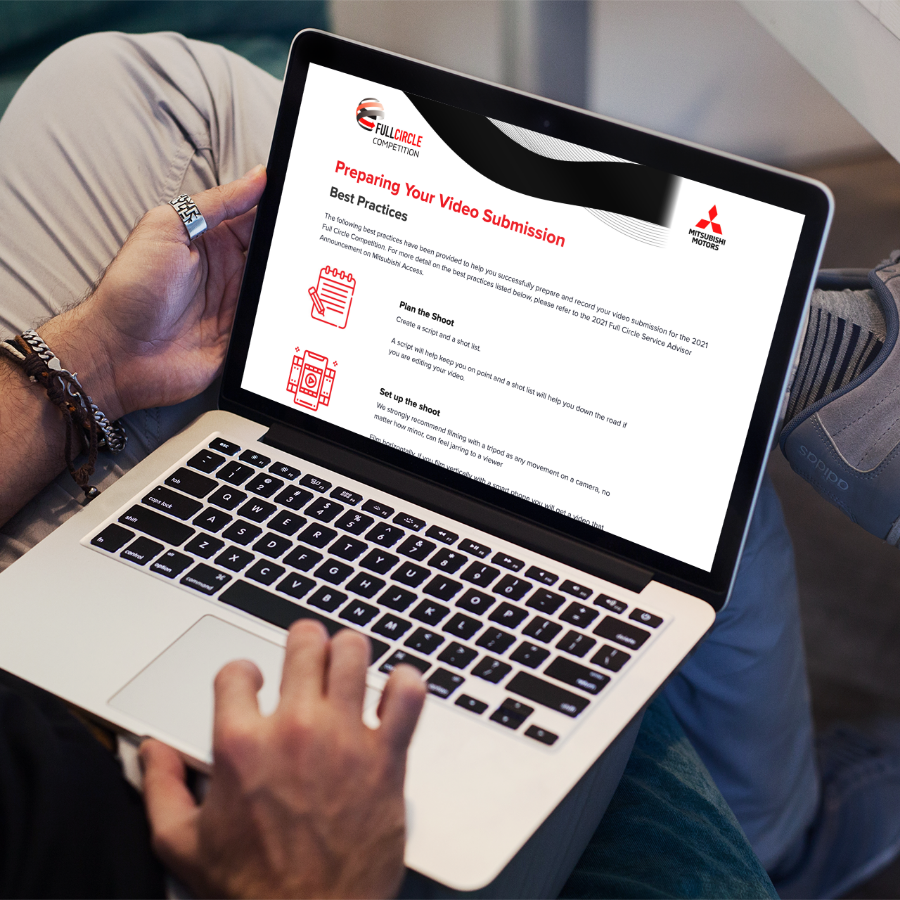 FULLCIRCLE
COMPETITION
MITSUBISHI
MOTORS
Preparing Your Video Submission
Best Practices
The following best practices have been provided to help you successfully prepare and record your video submission for the 2021
Full Circle Competition. For more detail on the best practices listed below, please refer to the 2021 Full Circle Service Advisor
Announcement on Mitsubishi Access.
Plan the Shoot
Create a script and a shot list.
A script will help keep you on point and a shot list will help you down the road if
you are editing your video.
Set up the shoot
We strongly recommend filming with a tripod as any movement on a camera, no
matter how minor, can feel jarring to a viewer.
Film horizontally, if you film vertically with a smart phone you will get a video that
esc
tab Q W E R T Y U I O P
caps lock A S D F G H J K L
shift Z X C V B N M
fn control option command
delete
shift
adidas